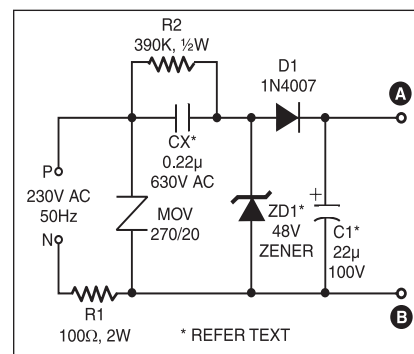 R2
390K, ½W
D1
1N4007
A
CX*
0.22µ
630V AC
P
230V AC
50Hz
N
MOV
270/20
ZD1*
48V
ZENER
+
C1*
22µ
100V
R1
100Ω, 2W
* REFER TEXT
B